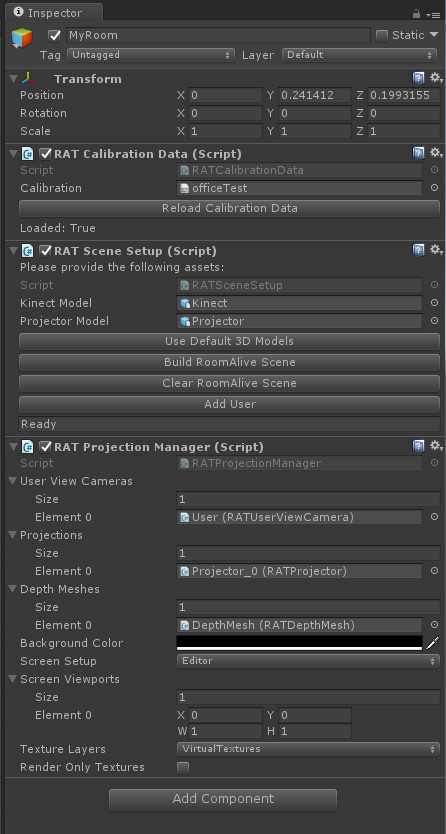 Inspector
MyRoom Static
Tag Untagged Layer Default
Transform
Position X 0 Y 0.241412 Z 0.1993155
Rotation X 0 Y 0 Z 0
Scale X 1 Y 1 Z 1
RAT Calibration Data (Script)
Script RATCalibrationData
Calibration officeTest
Reload Calibration Data
Loaded: True
RAT Scene Setup (Script)
Please provide the following assets:
Script RATSceneSetup
Kinect Model Kinect
Projector Model Projector
Use Default 3D Models
Build RoomAlive Scene
Clear RoomAlive Scene
Add User
Ready
RAT Projection Manager (Script)
Script RATProjectionManager
User View Cameras
Size 1
Element 0 User (RATUserViewCamera)
Projections
Size 1
Element 0 Projector_0 (RATProjector)
Depth Meshes
Size 1
Element 0 DepthMesh (RATDepthMesh)
Background Color
Screen Setup Editor
Screen Viewports
Size 1
Element 0 X 0 Y 0
W 1 H 1
Texture Layers VirtualTextures
Render Only Textures
Add Component